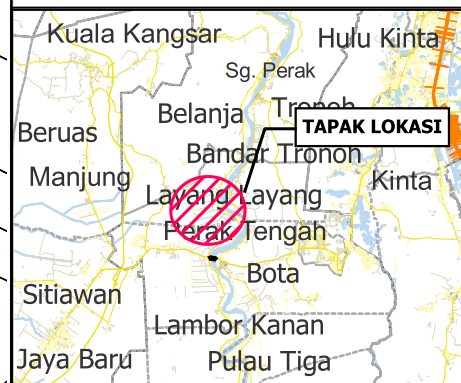 Kuala Kangsar
Hulu Kinta
Sg. Perak
Belanja
Tronoh
TAPAK LOKASI
Beruas
Bandar Tronoh
Manjung
Kinta
Layang Layang
Perak Tengah
Bota
Sitiawan
Lambor Kanan
Jaya Baru
Pulau Tiga